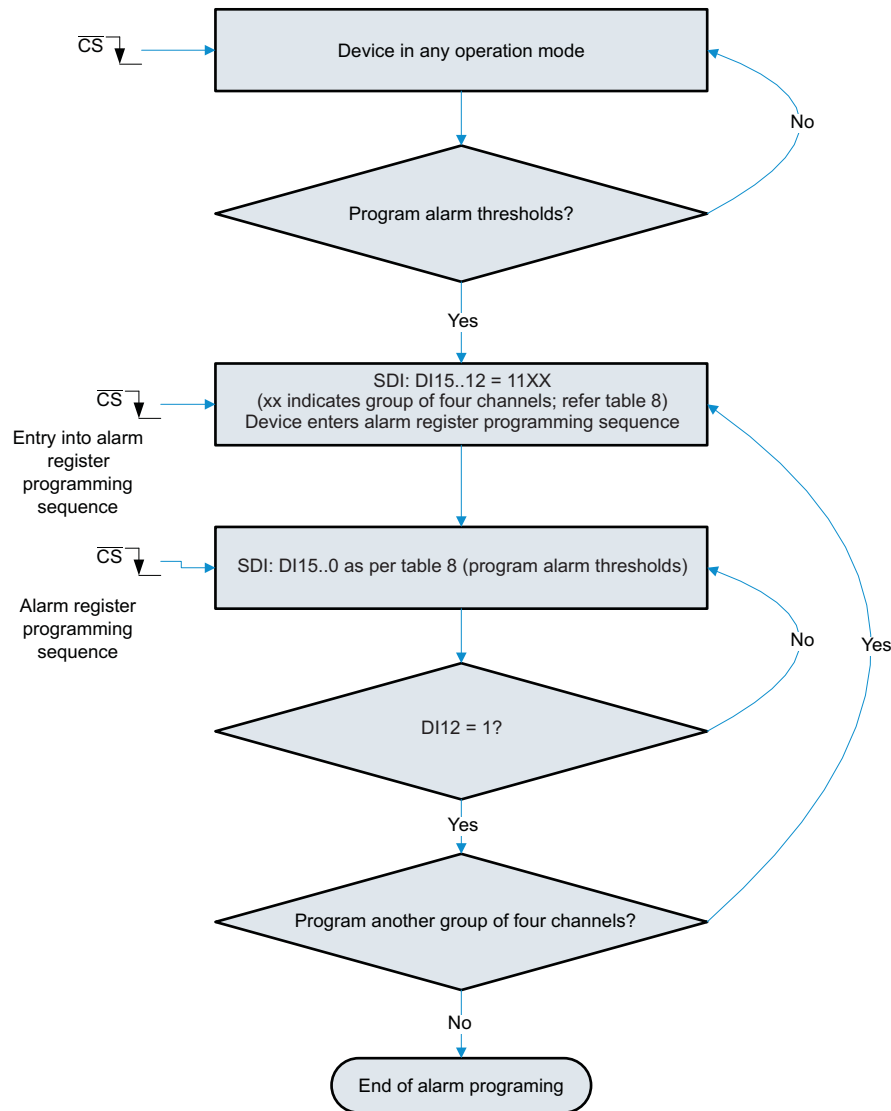 CS
Device in any operation mode
No
Program alarm thresholds?
Yes
CS
SDI: DI15..12 = 11XX
(xx indicates group of four channels; refer table 8)
Device enters alarm register programming sequence
Entry into alarm
register
programming
sequence
CS
SDI: DI15..0 as per table 8 (program alarm thresholds)
Alarm register
programming
sequence
No
Yes
DI12 = 1?
Yes
Program another group of four channels?
No
End of alarm programing